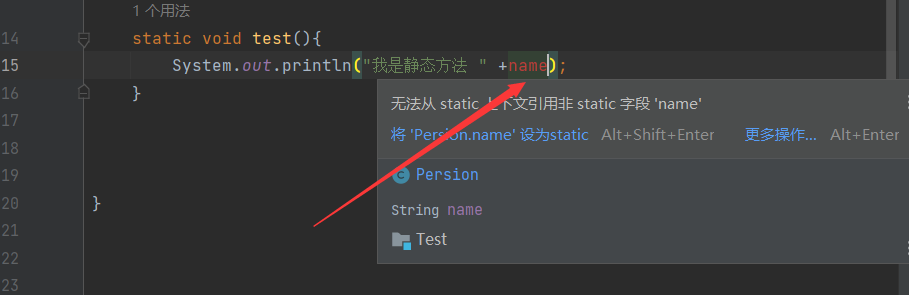 1 个用法
14 static void test(){
15 System.out.println("我是静态方法 " +name);
16 }
17
18
19
20 }
21
22
23
无法从 static 上下文引用非 static 字段 'name'
将 'Persion.name' 设为static Alt+Shift+Enter 更多操作... Alt+Enter
C Persion
String name
Test